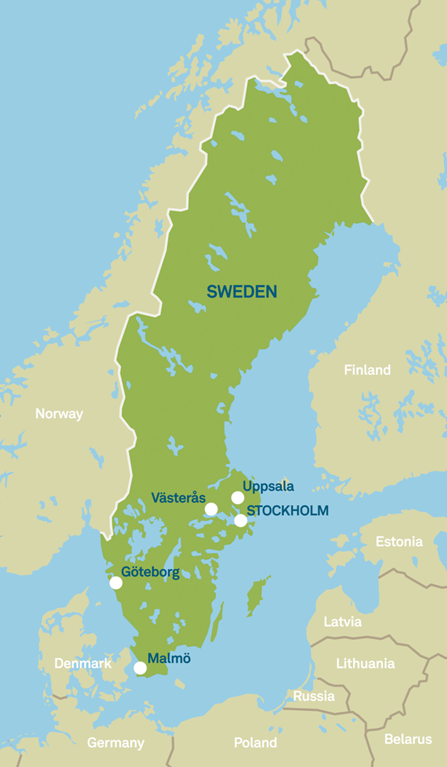 SWEDEN
Finland
Norway
Uppsala
Västerås
STOCKHOLM
Estonia
Göteborg
Latvia
Malmö
Denmark
Lithuania
Russia
Germany
Poland
Belarus